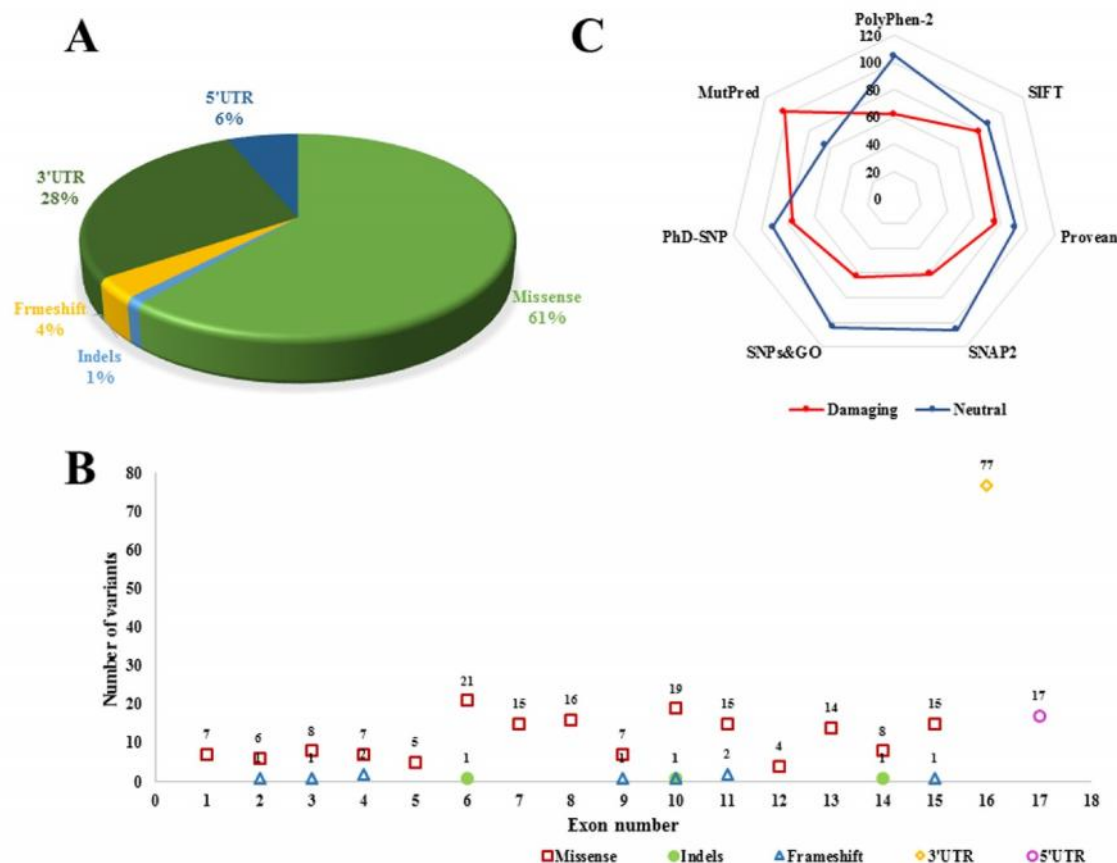 A
5'UTR
6%
3'UTR
28%
Frmeshift
4%
Indels
1%
Missense
61%
C
PolyPhen-2
SIFT
Provean
SNAP2
SNPs&GO
PhD-SNP
MutPred
120
100
80
60
40
20
0
Damaging
Neutral
B
Number of variants
80
70
60
50
40
30
20
10
0
7
6
1
8
1
7
2
5
21
1
15
16
7
1
19
1
15
2
4
14
8
1
15
1
77
17
0 1 2 3 4 5 6 7 8 9 10 11 12 13 14 15 16 17 18
Exon number
Missense Indels Frameshift 3'UTR 5'UTR